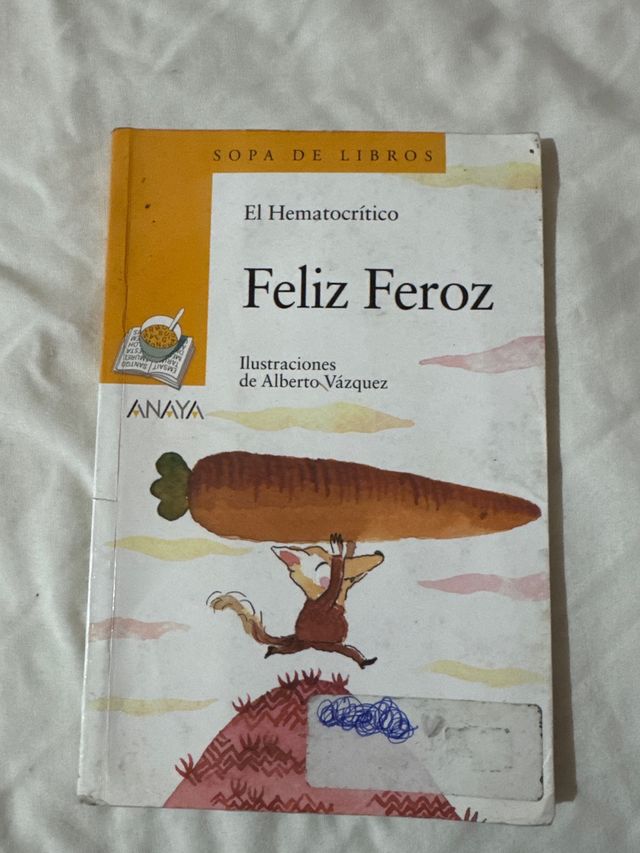 SOPA DE LIBROS
El Hematocrítico
Feliz Feroz
Ilustraciones
de Alberto Vázquez
ANAYA